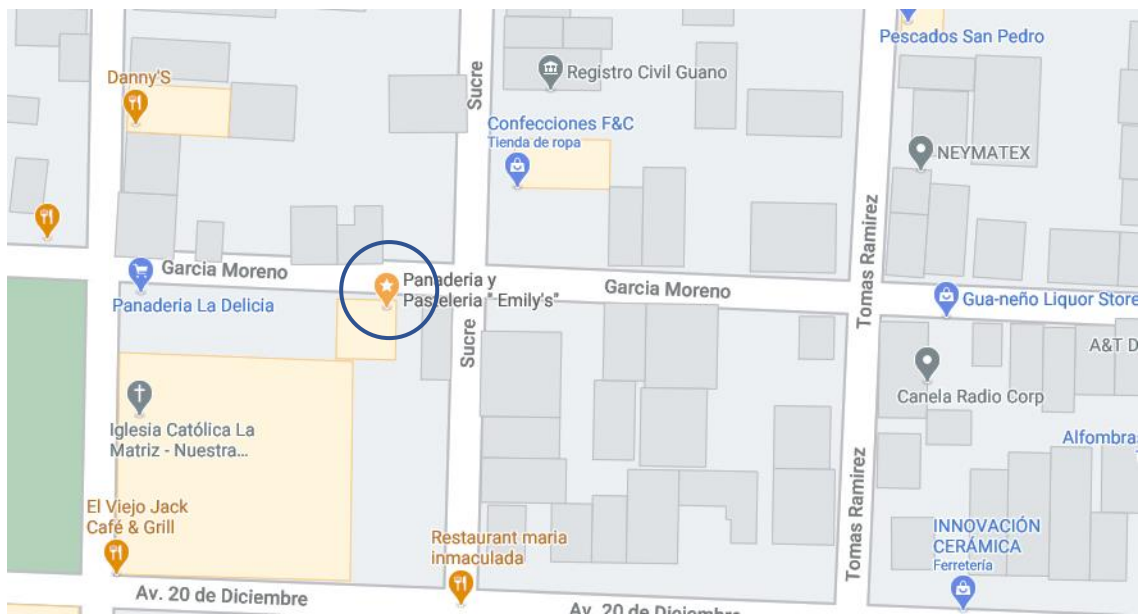 Pescados San Pedro
Danny'S
Sucre
Registro Civil Guano
Confecciones F&C
Tienda de ropa
NEYMATEX
Tomas Ramirez
Garcia Moreno
Panaderia y
Pasteleria " Emily's"
Garcia Moreno
Panaderia La Delicia
Gua-neño Liquor Store
Sucre
A&T D
Canela Radio Corp
Iglesia Católica La
Matriz - Nuestra...
Alfombra
Tomas Ramirez
El Viejo Jack
Café & Grill
Restaurant maria
inmaculada
INNOVACIÓN
CERÁMICA
Ferretería
Av. 20 de Diciembre
Av. 20 de Diciembre